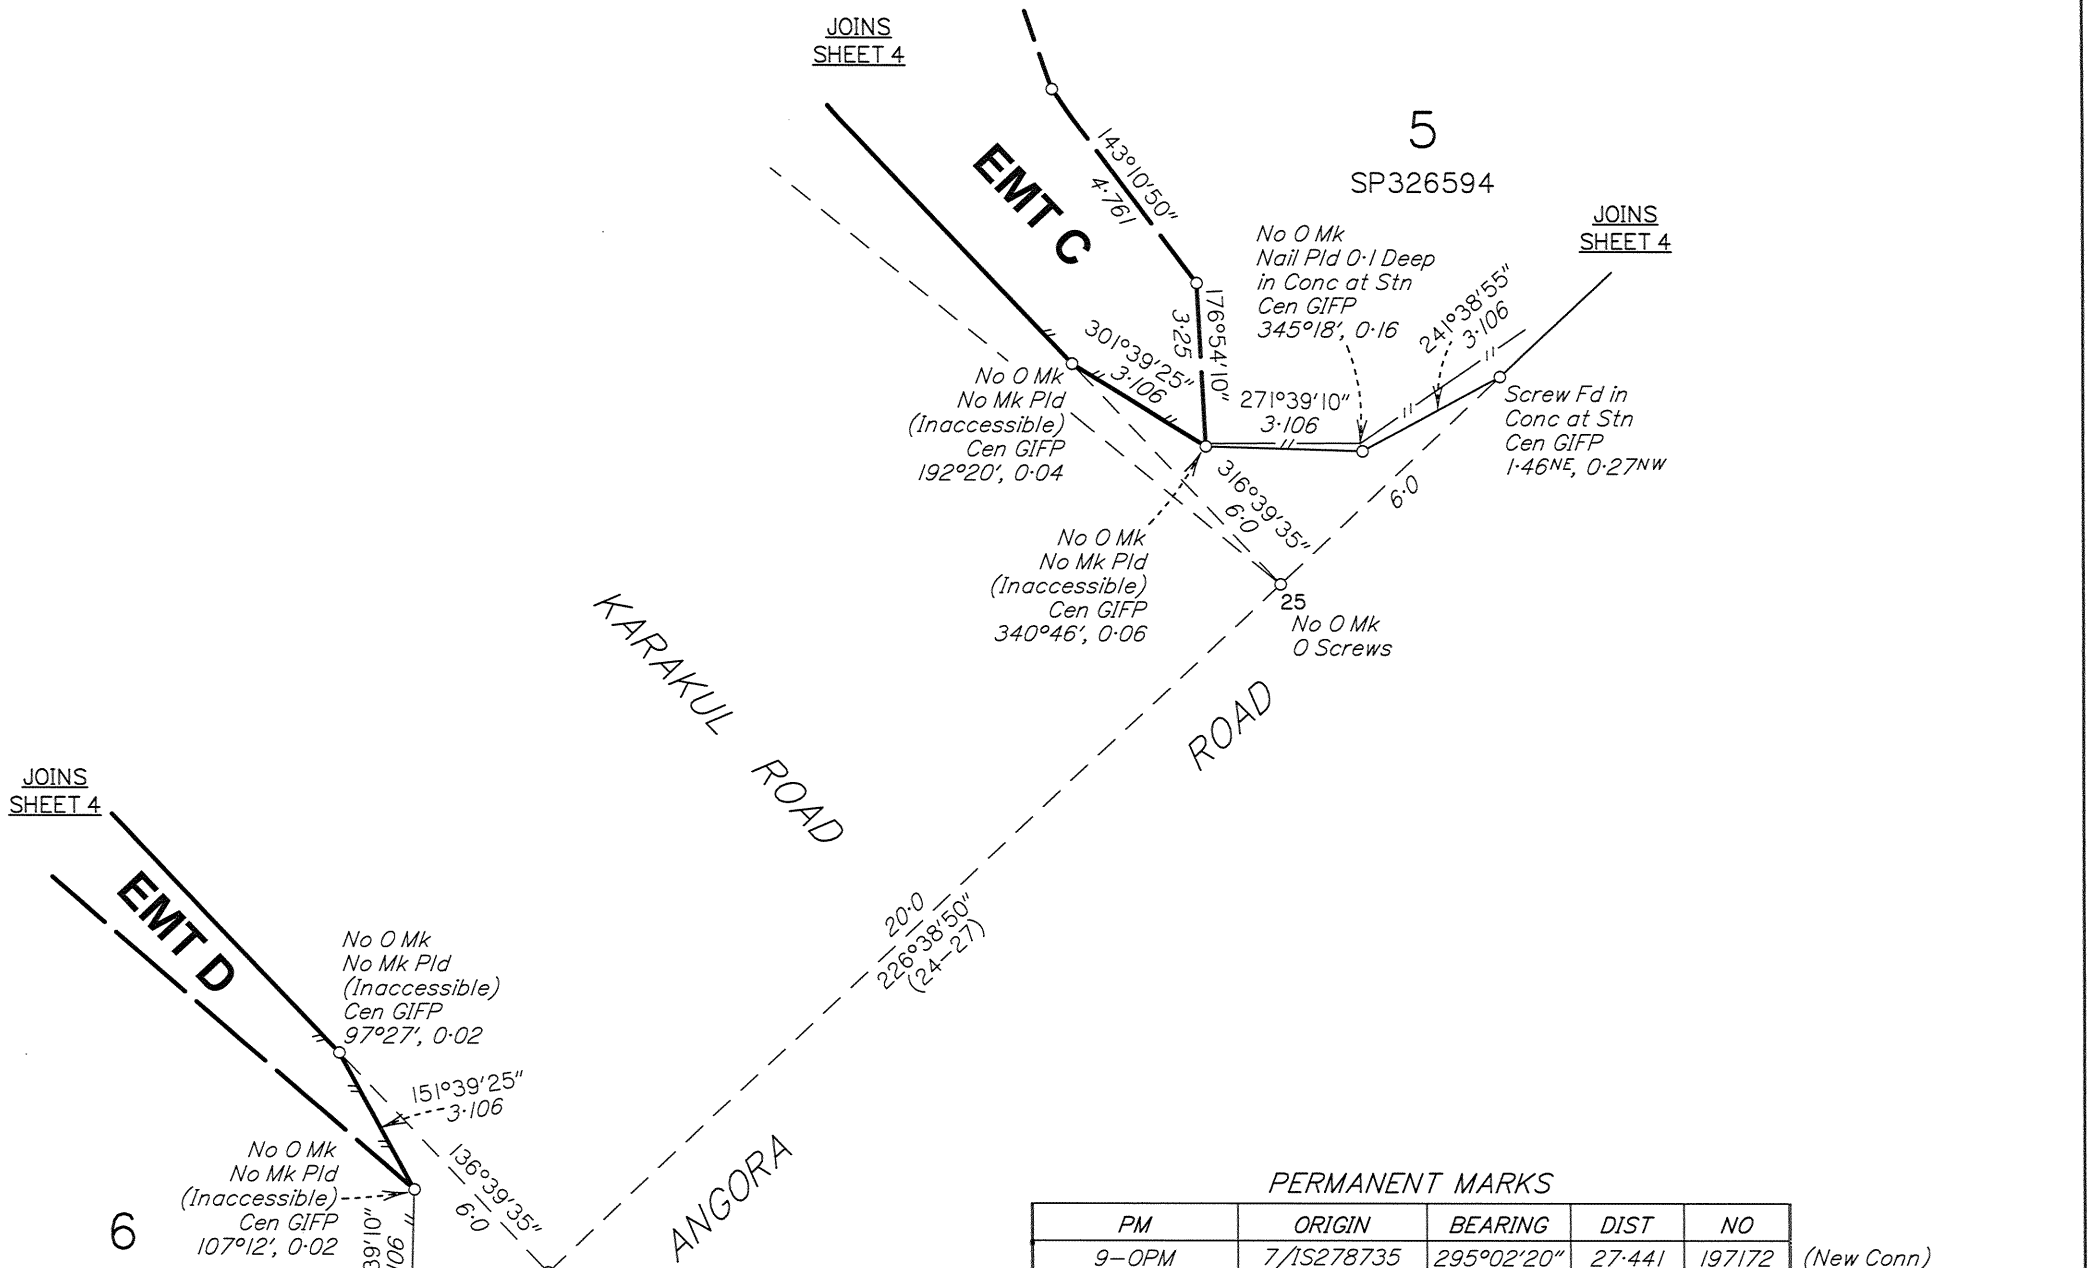 JOINS
SHEET 4
EMT C
143°10'50"
4·761
5
SP326594
JOINS
SHEET 4
No O Mk
Nail Pld 0·1 Deep
in Conc at Stn
Cen GIFP
345°18', 0·16
241°38'55"
3·106
176°54'10"
3·25
301°39'25"
3·106
No O Mk
No Mk Pld
(Inaccessible)
Cen GIFP
192°20', 0·04
271°39'10"
3·106
Screw Fd in
Conc at Stn
Cen GIFP
1·46NE, 0·27NW
316°39'35"
6·0
6·0
No O Mk
No Mk Pld
(Inaccessible)
Cen GIFP
340°46', 0·06
25
No O Mk
O Screws
KARAKUL ROAD
ROAD
JOINS
SHEET 4
EMT D
20·0
226°38'50"
(24-27)
No O Mk
No Mk Pld
(Inaccessible)
Cen GIFP
97°27', 0·02
151°39'25"
3·106
No O Mk
No Mk Pld
(Inaccessible)
Cen GIFP
107°12', 0·02
136°39'35"
6·0
6
39'10"
106
ANGORA
PERMANENT MARKS
PM ORIGIN BEARING DIST NO
9-OPM 7/IS278735 295°02'20" 27·441 197172 (New Conn)